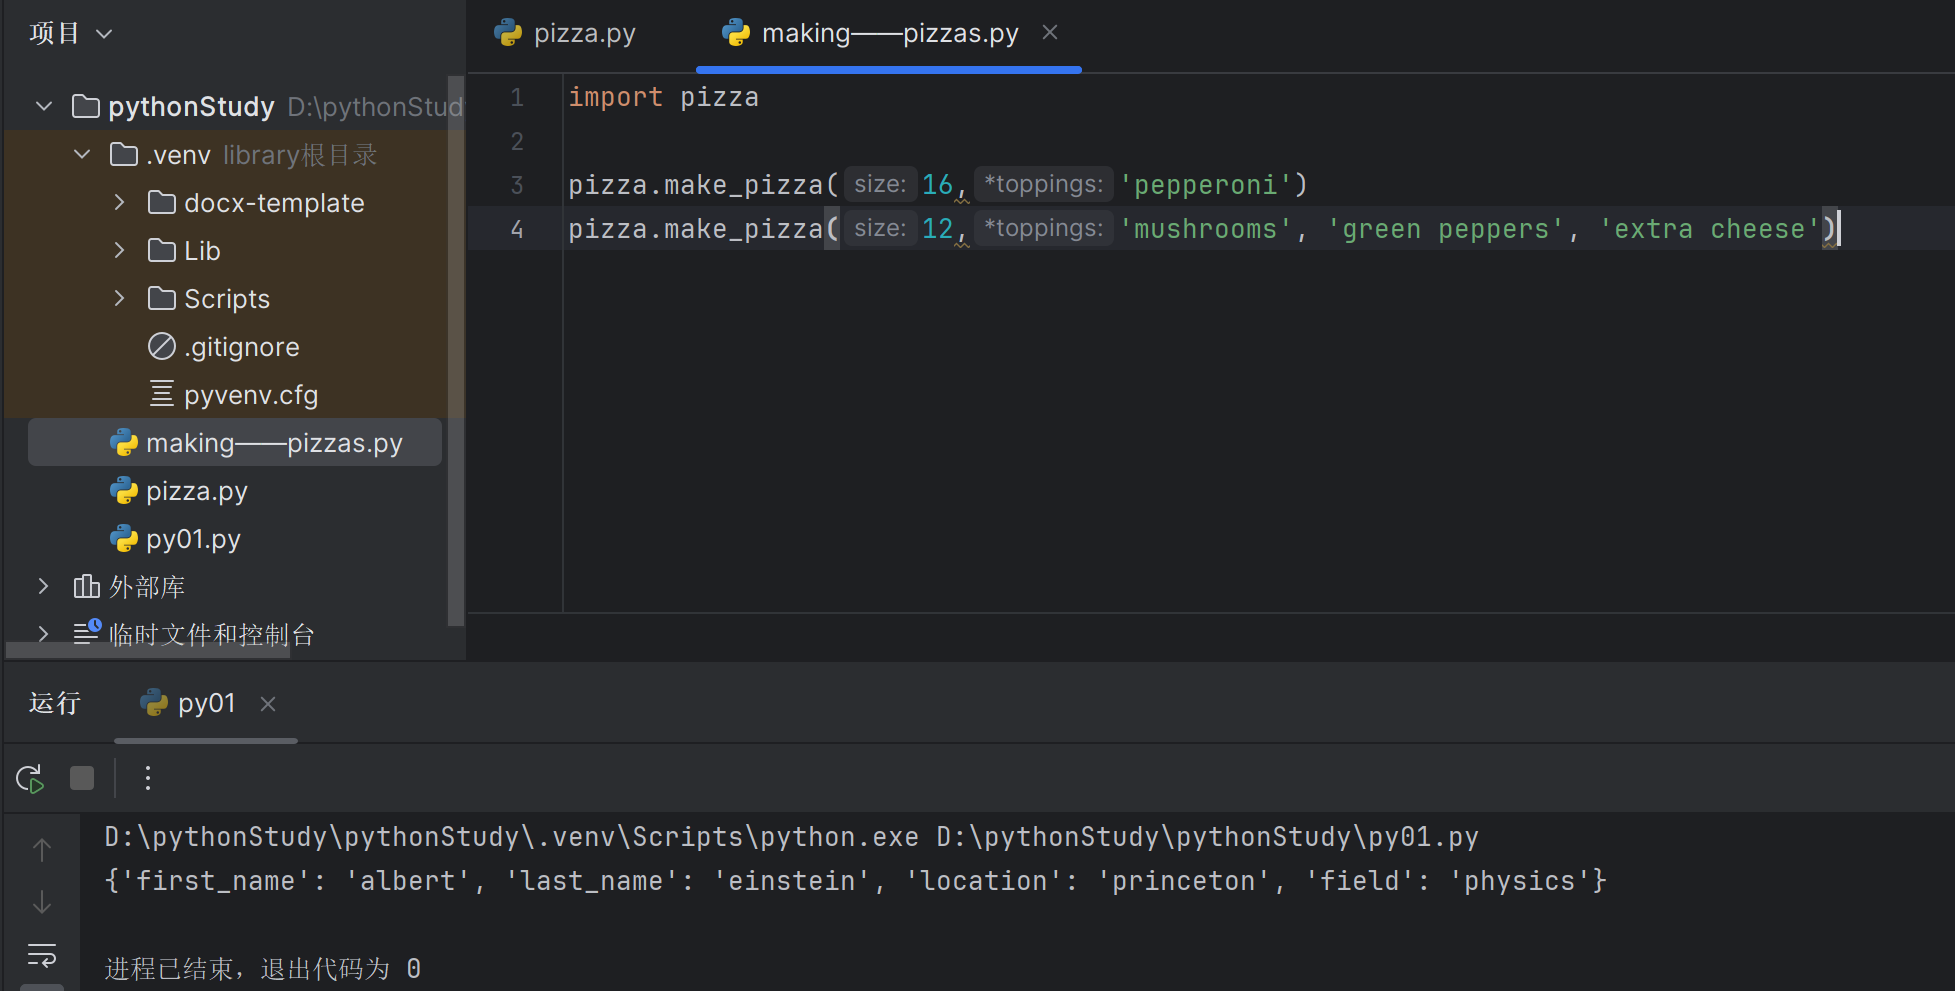 项目
pythonStudy D:\pythonStud
.venv library根目录
docx-template
Lib
Scripts
.gitignore
pyvenv.cfg
making——pizzas.py
pizza.py
py01.py
外部库
临时文件和控制台
pizza.py making——pizzas.py
1 import pizza
2
3 pizza.make_pizza( size: 16, *toppings: 'pepperoni')
4 pizza.make_pizza( size: 12, *toppings: 'mushrooms', 'green peppers', 'extra cheese')
运行 py01
D:\pythonStudy\pythonStudy\.venv\Scripts\python.exe D:\pythonStudy\pythonStudy\py01.py
{'first_name': 'albert', 'last_name': 'einstein', 'location': 'princeton', 'field': 'physics'}
进程已结束，退出代码为 0